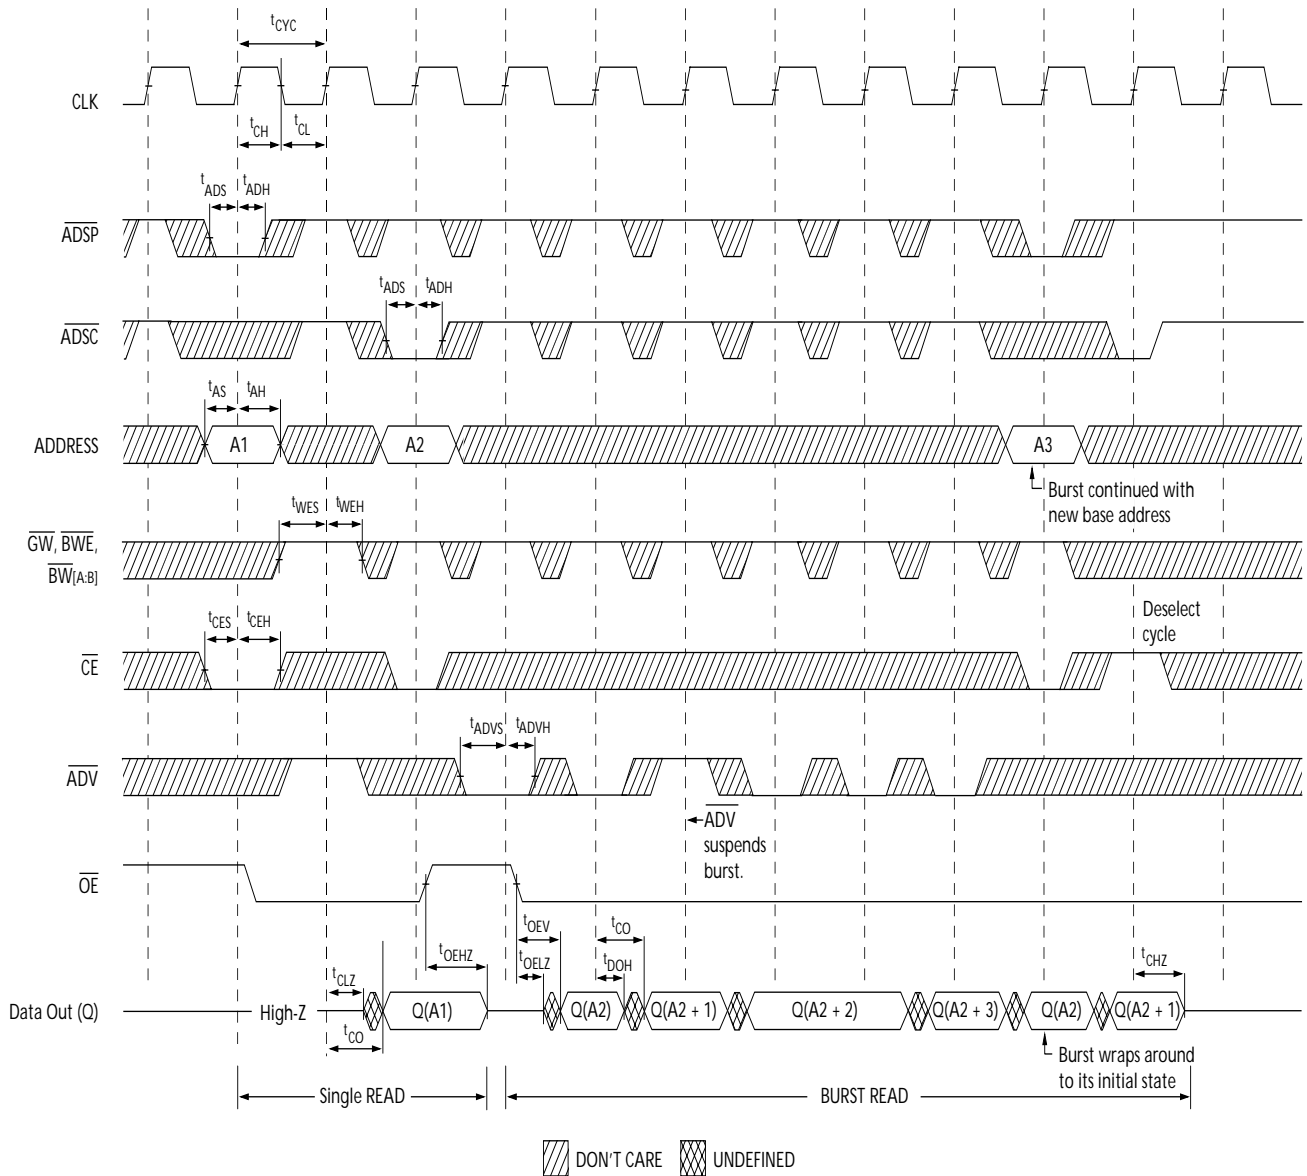 tCYC
CLK
tCH
tCL
tADS
tADH
ADSP
tADS
tADH
ADSC
tAS
tAH
ADDRESS
A1
A2
A3
Burst continued with
new base address
tWES
tWEH
GW, BWE,
BW[A:B]
Deselect
cycle
tCES
tCEH
CE
tADVS
tADVH
ADV
ADV
suspends
burst.
OE
tOEV
tCO
tOEHZ
tOELZ
tDOH
tCHZ
tCLZ
Data Out (Q)
High-Z
Q(A1)
Q(A2)
Q(A2 + 1)
Q(A2 + 2)
Q(A2 + 3)
Q(A2)
Q(A2 + 1)
tCO
Burst wraps around
to its initial state
Single READ
BURST READ
DON'T CARE
UNDEFINED